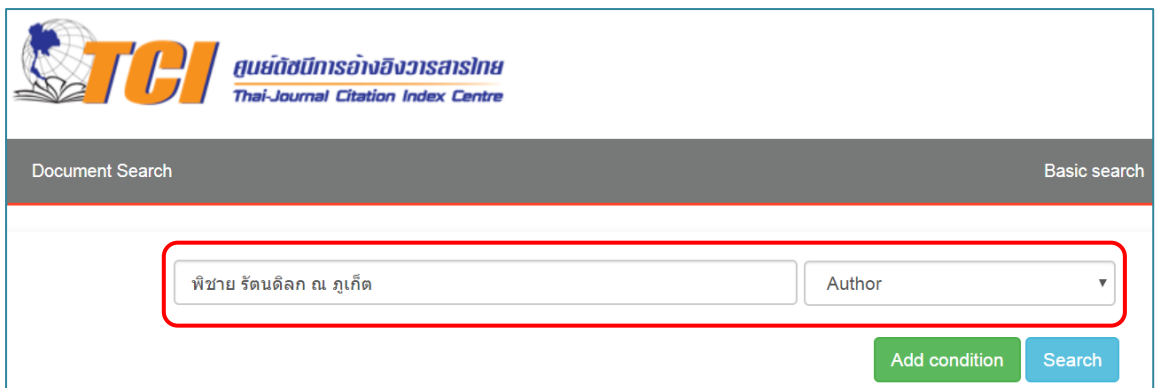 TCI
ศูนย์ดัชนีการอ้างอิงวารสารไทย
Thai-Journal Citation Index Centre
Document Search Basic search
พิชาย รัตนดิลก ณ ภูเก็ต Author
Add condition Search